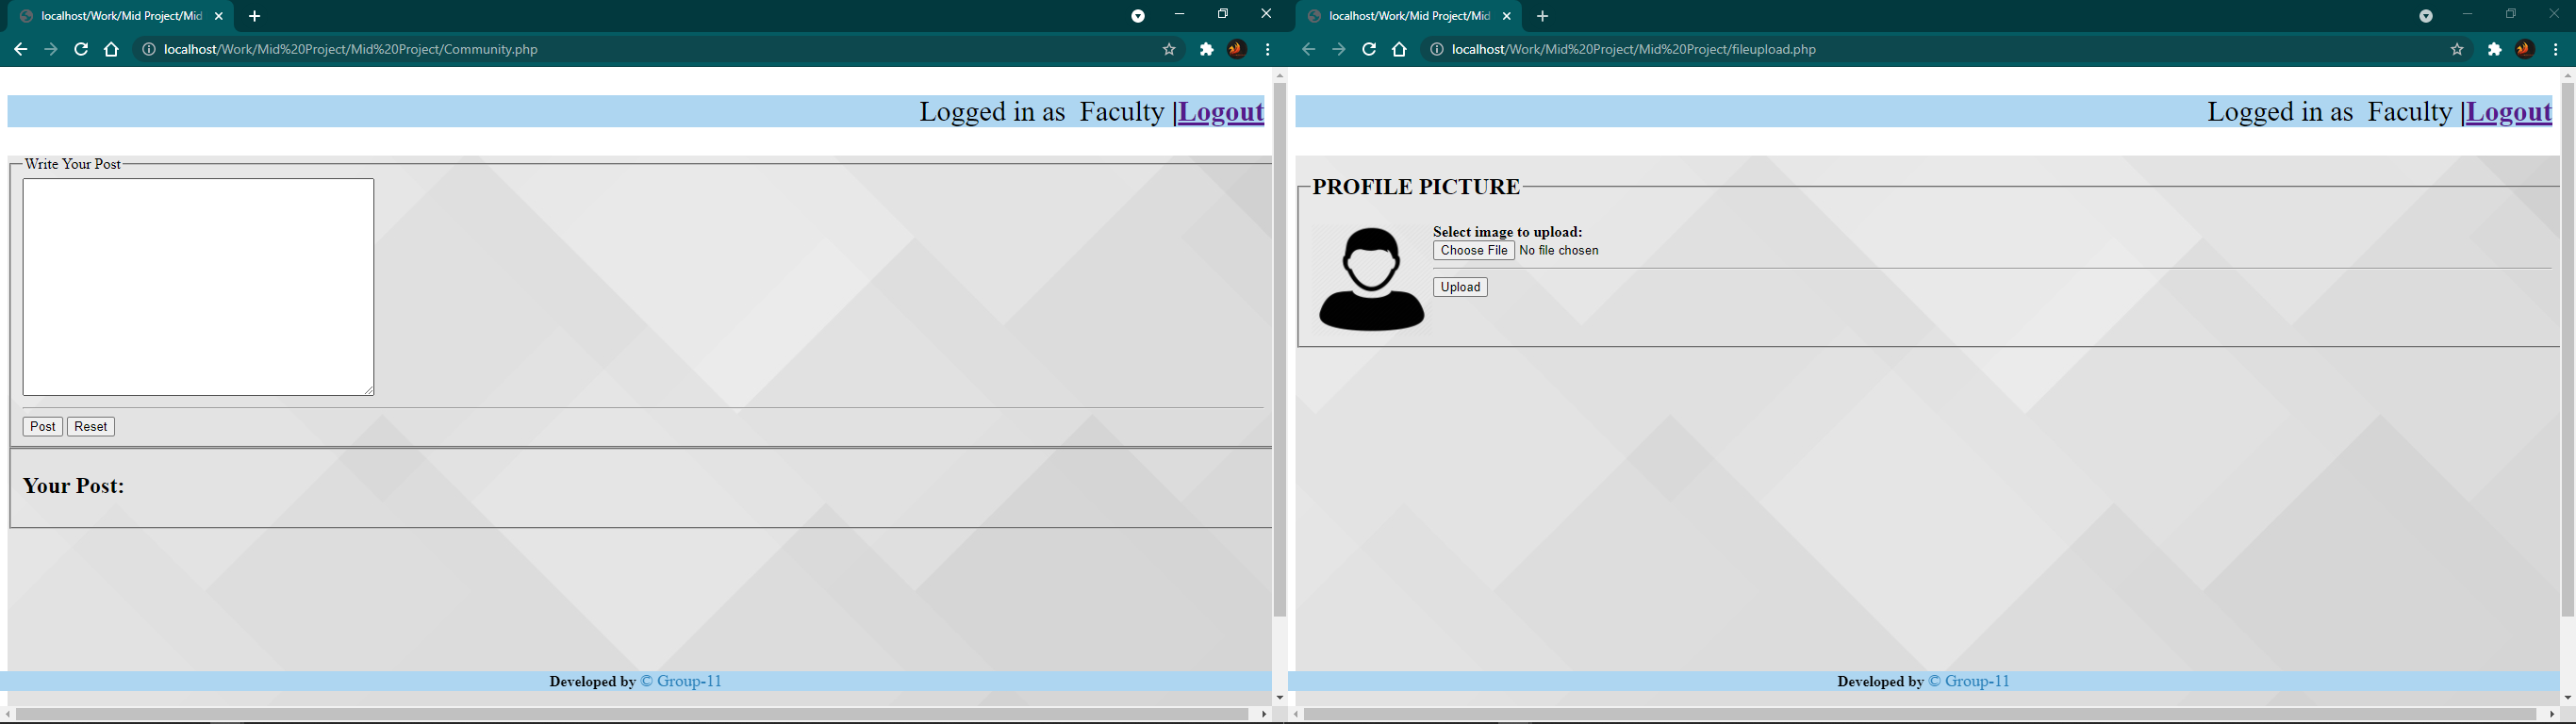 localhost/Work/Mid Project/Mid
localhost/Work/Mid%20Project/Mid%20Project/Community.php
Logged in as  Faculty |Logout
Write Your Post
Post Reset
Your Post:
Developed by © Group-11
localhost/Work/Mid Project/Mid
localhost/Work/Mid%20Project/Mid%20Project/fileupload.php
Logged in as  Faculty |Logout
PROFILE PICTURE
Select image to upload:
Choose File No file chosen
Upload
Developed by © Group-11